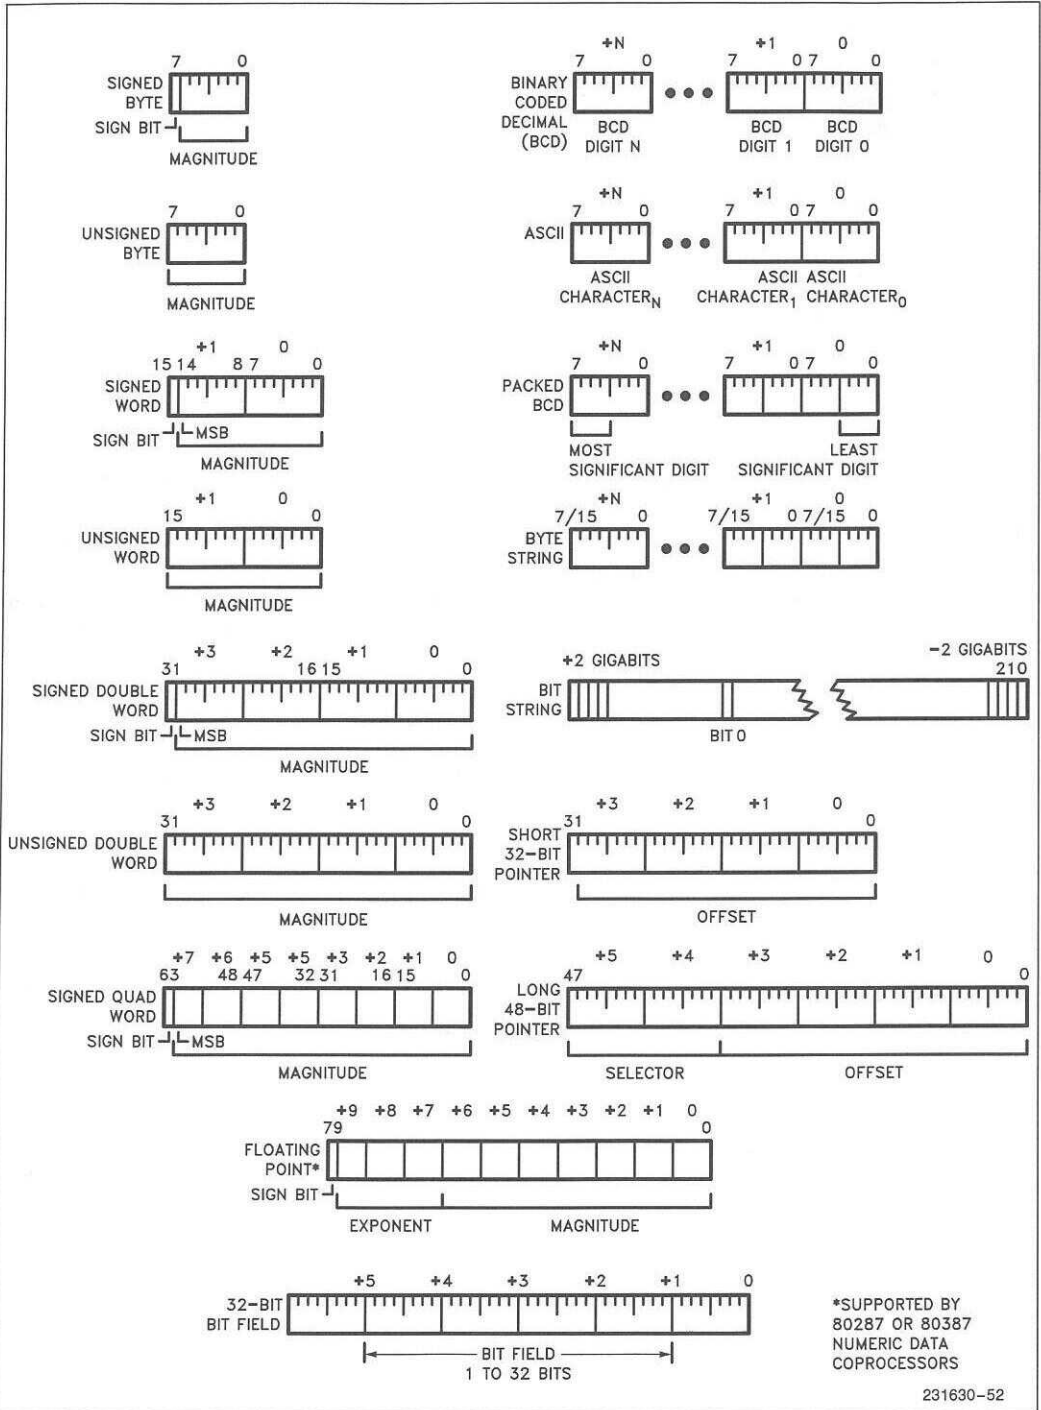 7 0
SIGNED
BYTE
SIGN BIT
MAGNITUDE
7 0
UNSIGNED
BYTE
MAGNITUDE
+1 0
15 14 8 7 0
SIGNED
WORD
SIGN BIT MSB
MAGNITUDE
+1 0
15 0
UNSIGNED
WORD
MAGNITUDE
+3 +2 +1 0
31 16 15 0
SIGNED DOUBLE
WORD
SIGN BIT MSB
MAGNITUDE
+3 +2 +1 0
31 0
UNSIGNED DOUBLE
WORD
MAGNITUDE
+7 +6 +5 +5 +3 +2 +1 0
63 48 47 32 31 16 15 0
SIGNED QUAD
WORD
SIGN BIT MSB
MAGNITUDE
+N +1 0
7 0 7 0 7 0
BINARY
CODED
DECIMAL
(BCD)
BCD BCD BCD
DIGIT N DIGIT 1 DIGIT 0
+N +1 0
7 0 7 0 7 0
ASCII
ASCII ASCII ASCII
CHARACTERN CHARACTER1 CHARACTER0
+N +1 0
7 0 7 0 7 0
PACKED
BCD
MOST LEAST
SIGNIFICANT DIGIT SIGNIFICANT DIGIT
+N +1 0
7/15 0 7/15 0 7/15 0
BYTE
STRING
+2 GIGABITS -2 GIGABITS
210
BIT
STRING
BIT 0
+3 +2 +1 0
31 0
SHORT
32-BIT
POINTER
OFFSET
+5 +4 +3 +2 +1 0
47 0
LONG
48-BIT
POINTER
SELECTOR OFFSET
+9 +8 +7 +6 +5 +4 +3 +2 +1 0
79 0
FLOATING
POINT*
SIGN BIT
EXPONENT MAGNITUDE
+5 +4 +3 +2 +1 0
32-BIT
BIT FIELD
BIT FIELD
1 TO 32 BITS
*SUPPORTED BY
80287 OR 80387
NUMERIC DATA
COPROCESSORS
231630-52